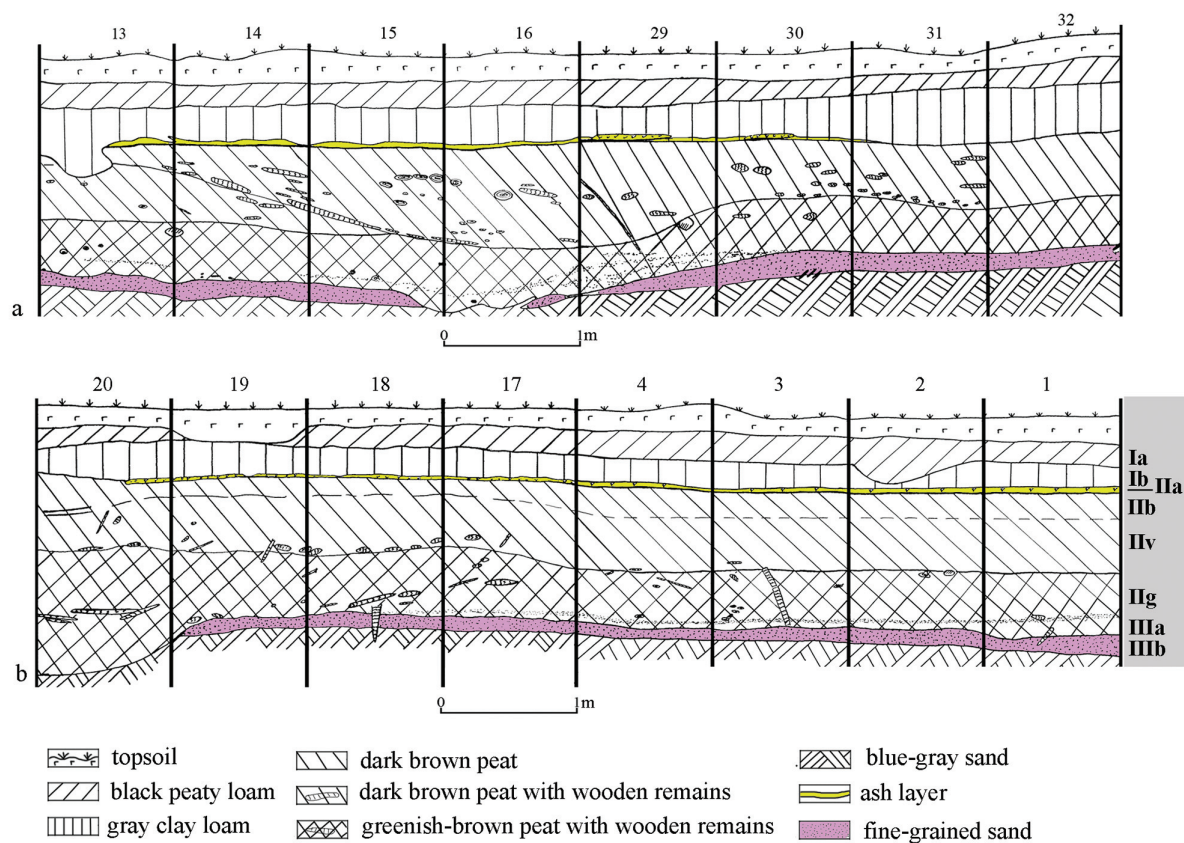 13 14 15 16 29 30 31 32
a
0 1m
20 19 18 17 4 3 2 1
Ia
Ib IIa
IIb
IIv
IIg
IIIa
IIIb
b
0 1m
topsoil dark brown peat blue-gray sand
black peaty loam dark brown peat with wooden remains ash layer
gray clay loam greenish-brown peat with wooden remains fine-grained sand